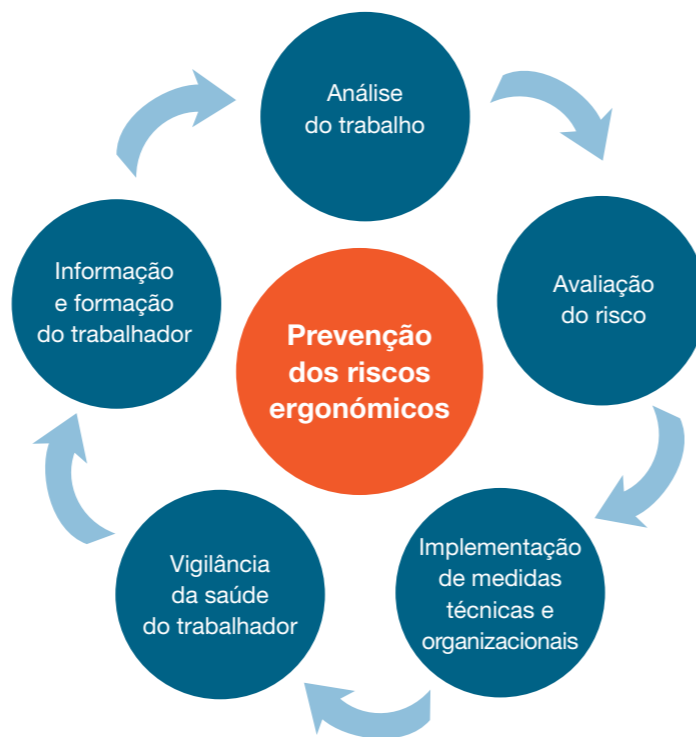 Análise
do trabalho
Avaliação
do risco
Implementação
de medidas
técnicas e
organizacionais
Vigilância
da saúde
do trabalhador
Informação
e formação
do trabalhador
Prevenção
dos riscos
ergonómicos